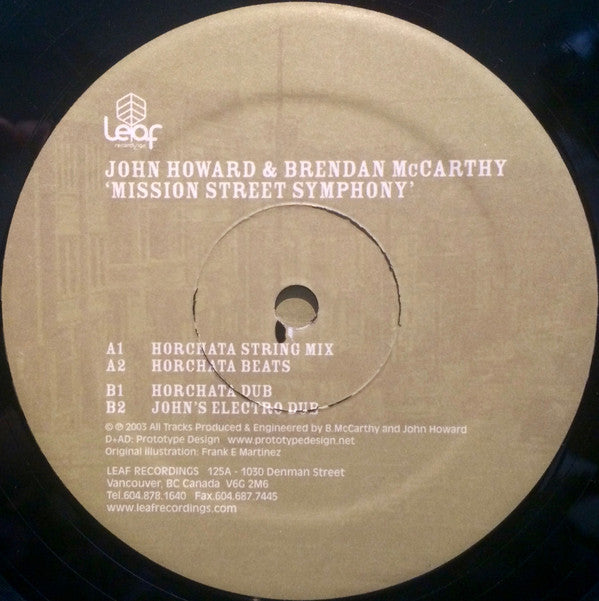 Leaf
recordings
JOHN HOWARD & BRENDAN McCARTHY
‘MISSION STREET SYMPHONY’
A1 HORCHATA STRING MIX
A2 HORCHATA BEATS
B1 HORCHATA DUB
B2 JOHN'S ELECTRO DUB
© ℗ 2003 All Tracks Produced & Engineered by B.McCarthy and John Howard
D+AD: Prototype Design www.prototypedesign.net
Original Illustration: Frank E Martinez
LEAF RECORDINGS 125A - 1030 Denman Street
Vancouver, BC Canada V6G 2M6
Tel.604.878.1640 Fax.604.687.7445
www.leafrecordings.com